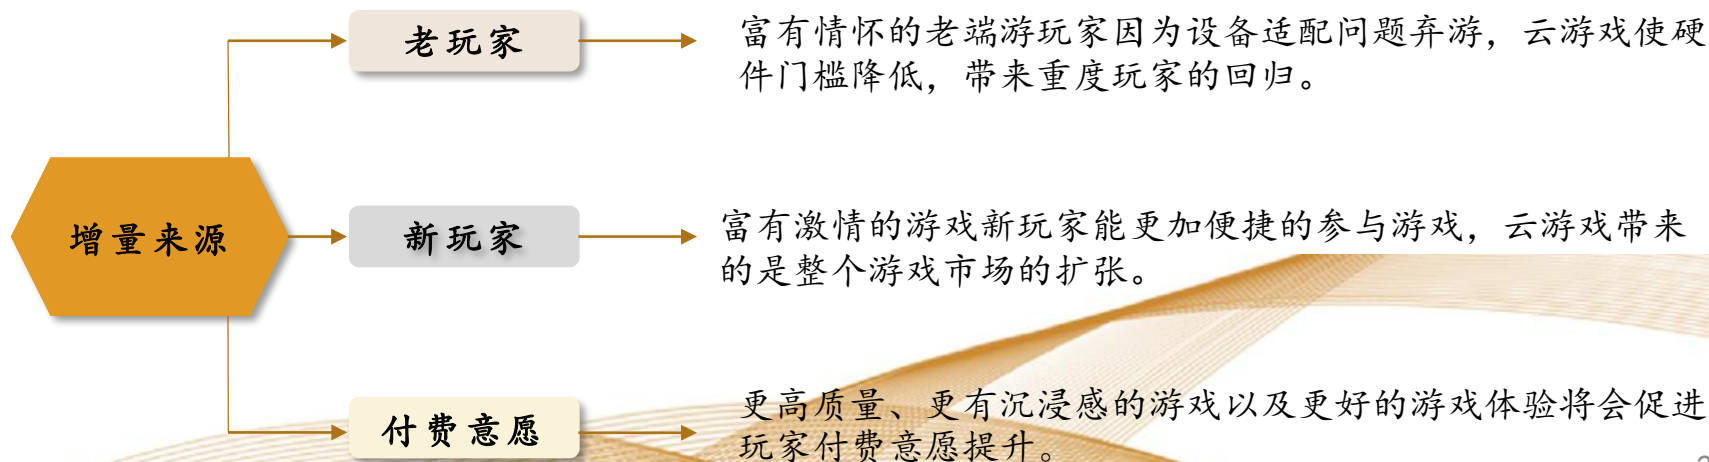 老玩家
富有情怀的老端游玩家因为设备适配问题弃游，云游戏使硬
件门槛降低，带来重度玩家的回归。
增量来源
新玩家
富有激情的游戏新玩家能更加便捷的参与游戏，云游戏带来
的是整个游戏市场的扩张。
付费意愿
更高质量、更有沉浸感的游戏以及更好的游戏体验将会促进
玩家付费意愿提升。